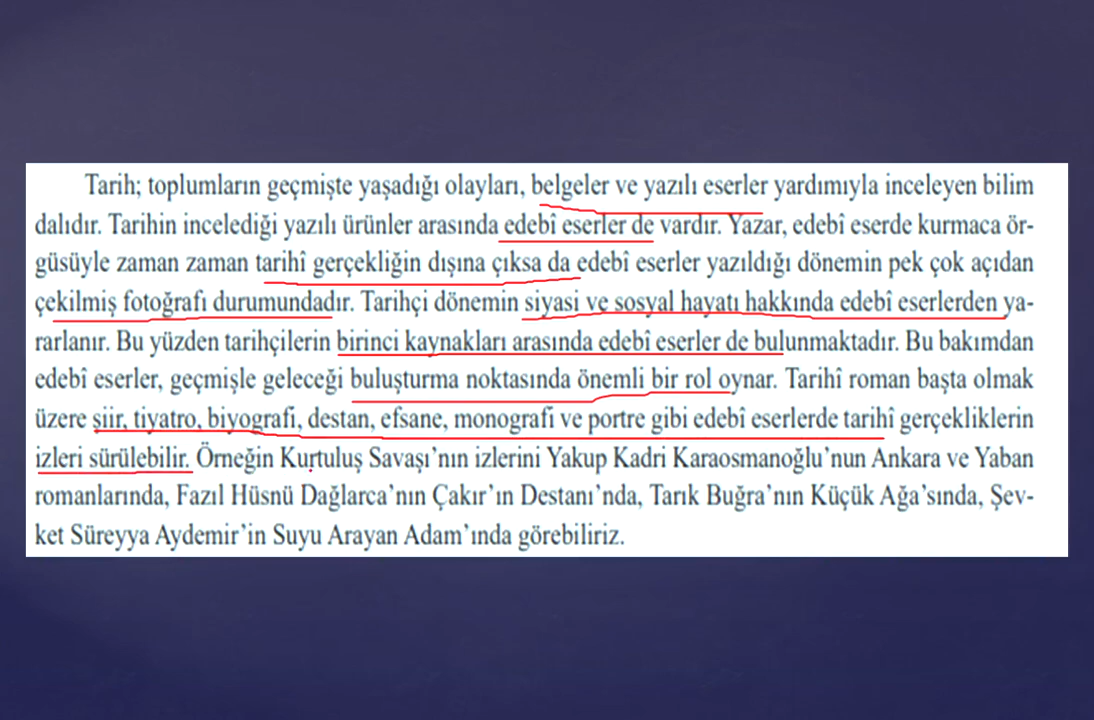 Tarih; toplumların geçmişte yaşadığı olayları, belgeler ve yazılı eserler yardımıyla inceleyen bilim
dalıdır. Tarihin incelediği yazılı ürünler arasında edebî eserler de vardır. Yazar, edebî eserde kurmaca ör-
güsüyle zaman zaman tarihî gerçekliğin dışına çıksa da edebî eserler yazıldığı dönemin pek çok açıdan
çekilmiş fotoğrafı durumundadır. Tarihçi dönemin siyasi ve sosyal hayatı hakkında edebî eserlerden ya-
rarlanır. Bu yüzden tarihçilerin birinci kaynakları arasında edebî eserler de bulunmaktadır. Bu bakımdan
edebî eserler, geçmişle geleceği buluşturma noktasında önemli bir rol oynar. Tarihî roman başta olmak
üzere şiir, tiyatro, biyografi, destan, efsane, monografi ve portre gibi edebî eserlerde tarihî gerçekliklerin
izleri sürülebilir. Örneğin Kurtuluş Savaşı’nın izlerini Yakup Kadri Karaosmanoğlu’nun Ankara ve Yaban
romanlarında, Fazıl Hüsnü Dağlarca’nın Çakır’ın Destanı’nda, Tarık Buğra’nın Küçük Ağa’sında, Şev-
ket Süreyya Aydemir’in Suyu Arayan Adam’ında görebiliriz.